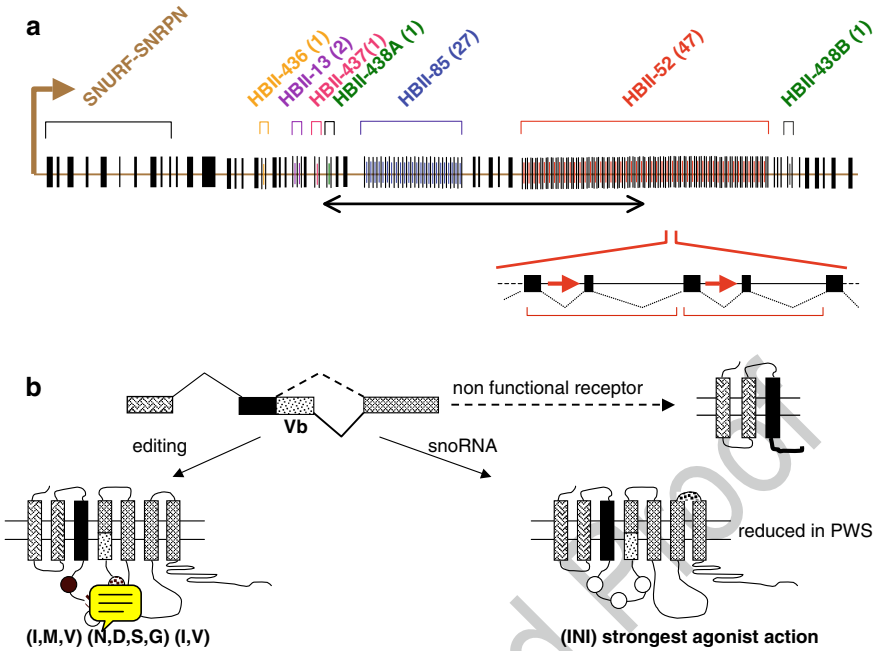 a
SNURF-SNRPN
HBII-436 (1)
HBII-13 (2)
HBII-437(1)
HBII-438A (1)
HBII-85 (27)
HBII-52 (47)
HBII-438B (1)
b
non functional receptor
Vb
editing
snoRNA
reduced in PWS
(I,M,V) (N,D,S,G) (I,V)
(INI) strongest agonist action
d Proof